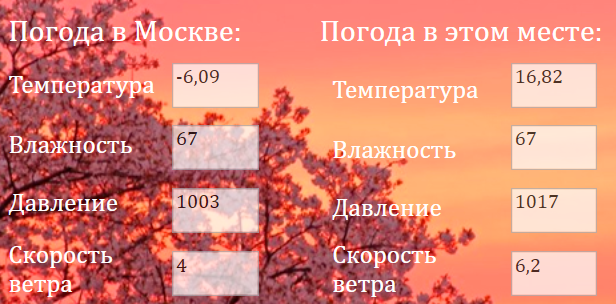 Погода в Москве:
Температура -6,09
Влажность 67
Давление 1003
Скорость
ветра 4
Погода в этом месте:
Температура 16,82
Влажность 67
Давление 1017
Скорость
ветра 6,2